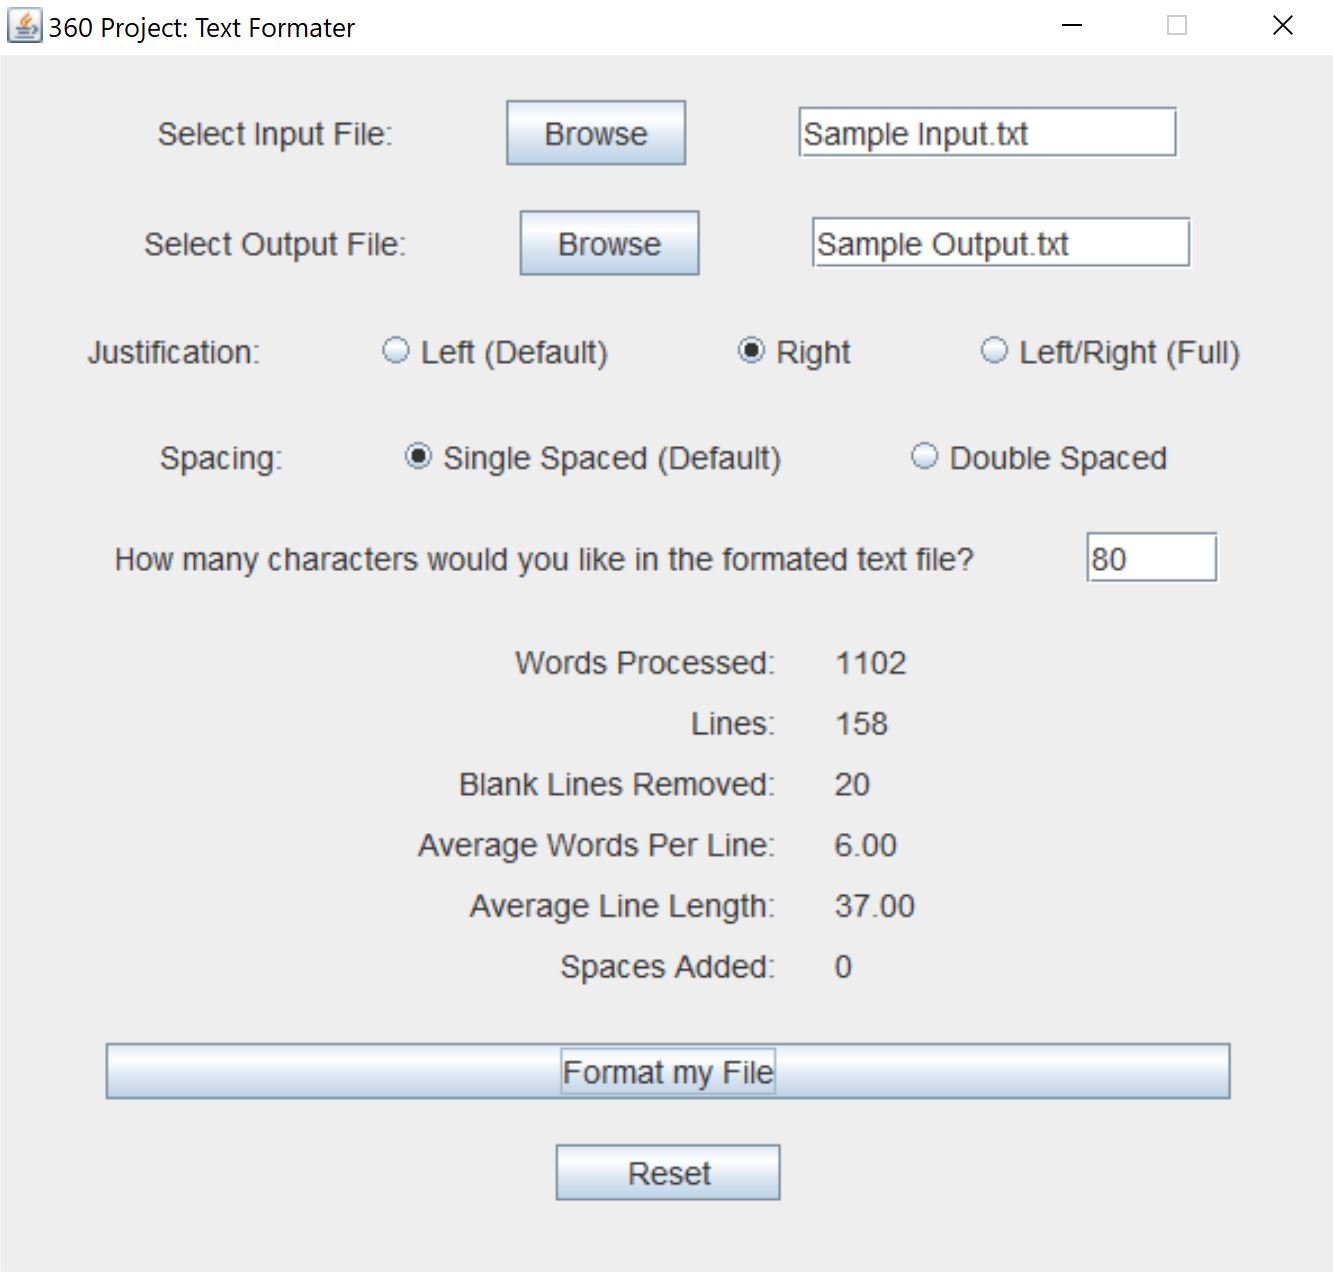 360 Project: Text Formater
Select Input File: Browse Sample Input.txt
Select Output File: Browse Sample Output.txt
Justification: Left (Default) Right Left/Right (Full)
Spacing: Single Spaced (Default) Double Spaced
How many characters would you like in the formated text file? 80
Words Processed: 1102
Lines: 158
Blank Lines Removed: 20
Average Words Per Line: 6.00
Average Line Length: 37.00
Spaces Added: 0
Format my File
Reset